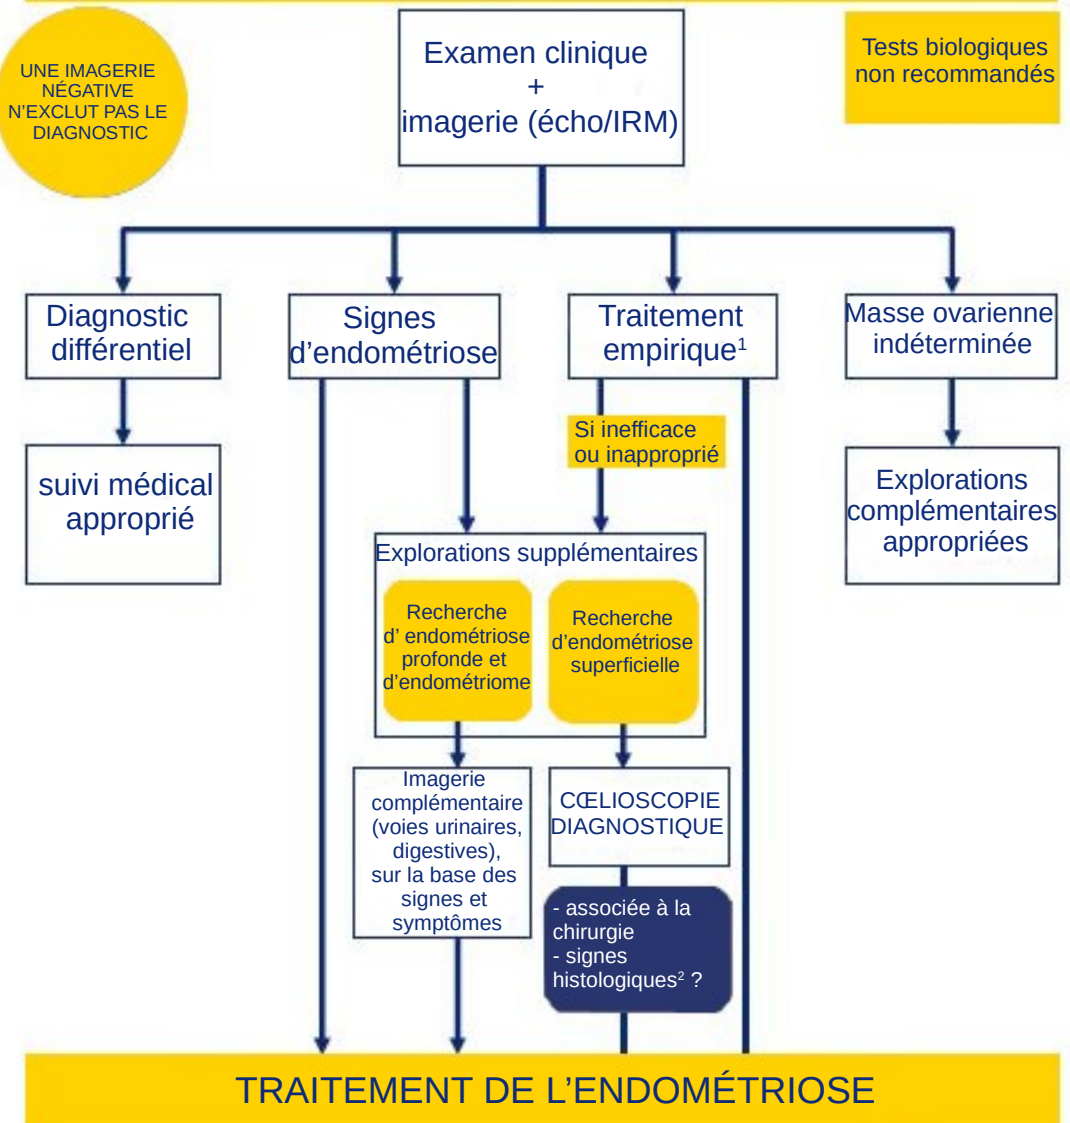 UNE IMAGERIE
NÉGATIVE
N'EXCLUT PAS LE
DIAGNOSTIC
Examen clinique
+
imagerie (écho/IRM)
Tests biologiques
non recommandés
Diagnostic
différentiel
Signes
d'endométriose
Traitement
empirique¹
Masse ovarienne
indéterminée
suivi médical
approprié
Si inefficace
ou inapproprié
Explorations
complémentaires
appropriées
Explorations supplémentaires
Recherche
d' endométriose
profonde et
d'endométriome
Recherche
d'endométriose
superficielle
Imagerie
complémentaire
(voies urinaires,
digestives),
sur la base des
signes et
symptômes
CŒLIOSCOPIE
DIAGNOSTIQUE
- associée à la
chirurgie
- signes
histologiques² ?
TRAITEMENT DE L'ENDOMÉTRIOSE